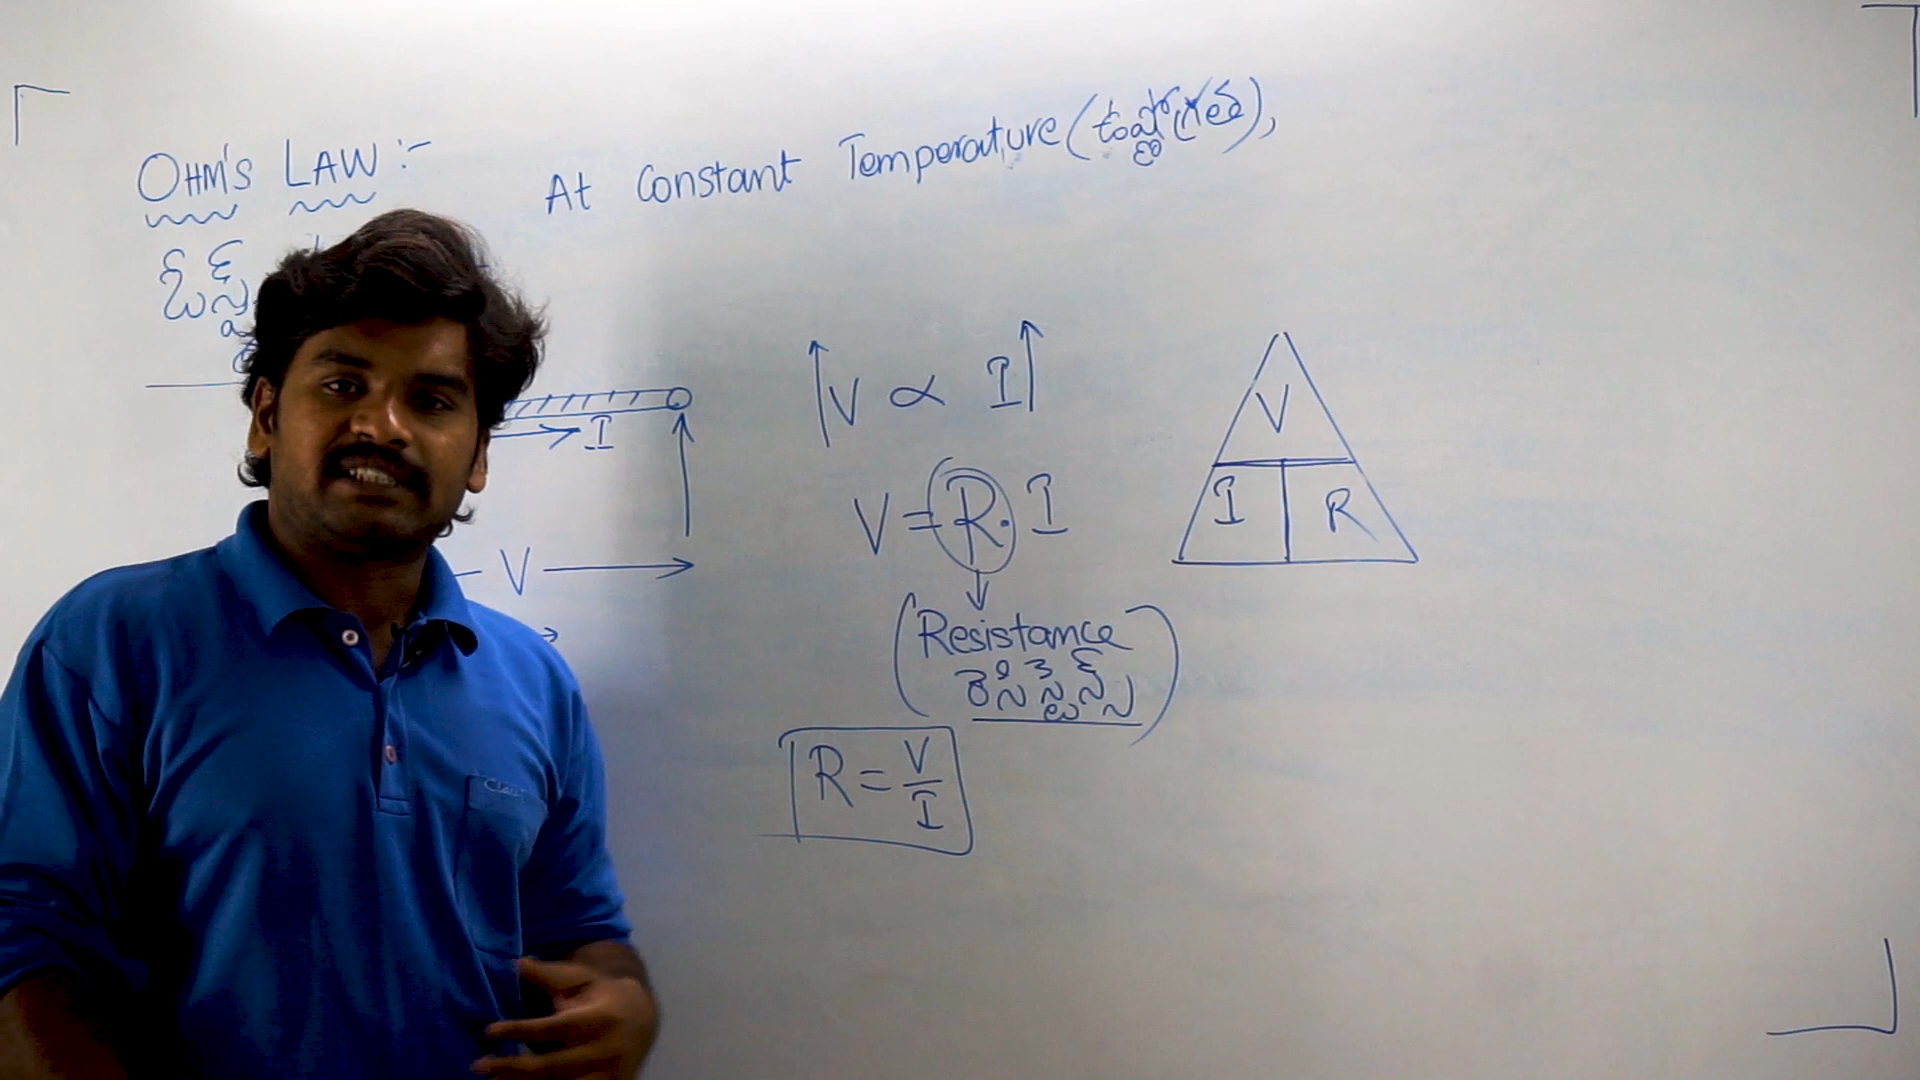 OHM'S LAW :-
At Constant Temperature (ఉష్ణోగ్రత),
I
V
V ∝ I
V = R. I
Resistance
రెసిస్టెన్స్
R = V/I
V
I R